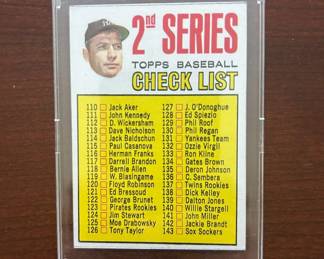 2nd SERIES
TOPPS BASEBALL
CHECK LIST
110 Jack Aker
111 John Kennedy
112 D. Wickersham
113 Dave Nicholson
114 Jack Baldschun
115 Paul Casanova
116 Herman Franks
117 Darrell Brandon
118 Bernie Allen
119 W. Blasingame
120 Floyd Robinson
121 Ed Bressoud
122 George Brunet
123 Pirates Rookies
124 Jim Stewart
125 Moe Drabowsky
126 Tony Taylor
127 J. O'Donoghue
128 Ed Spiezio
129 Phil Roof
130 Phil Regan
131 Yankees Team
132 Ozzie Virgil
133 Ron Kline
134 Gates Brown
135 Deron Johnson
136 C. Sembera
137 Twins Rookies
138 Dick Kelley
139 Dalton Jones
140 Willie Stargell
141 John Miller
142 Jackie Brandt
143 Sox Sockers